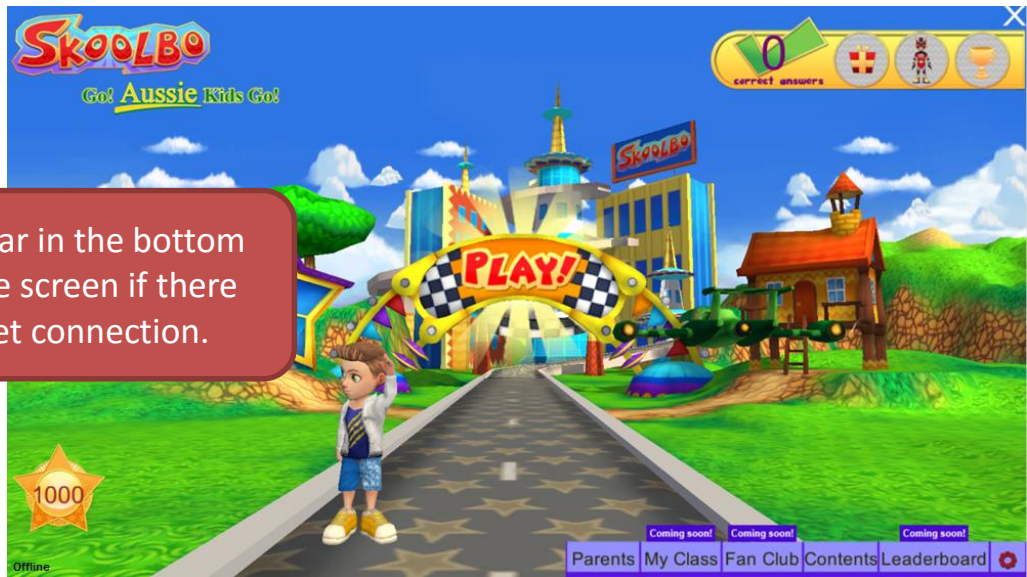 SKOOLBO
Go! Aussie Kids Go!
0
correct answers
X
SKOOLBO
ar in the bottom
e screen if there
et connection.
PLAY!
1000
Offline
Coming soon! Coming soon! Coming soon!
Parents My Class Fan Club Contents Leaderboard